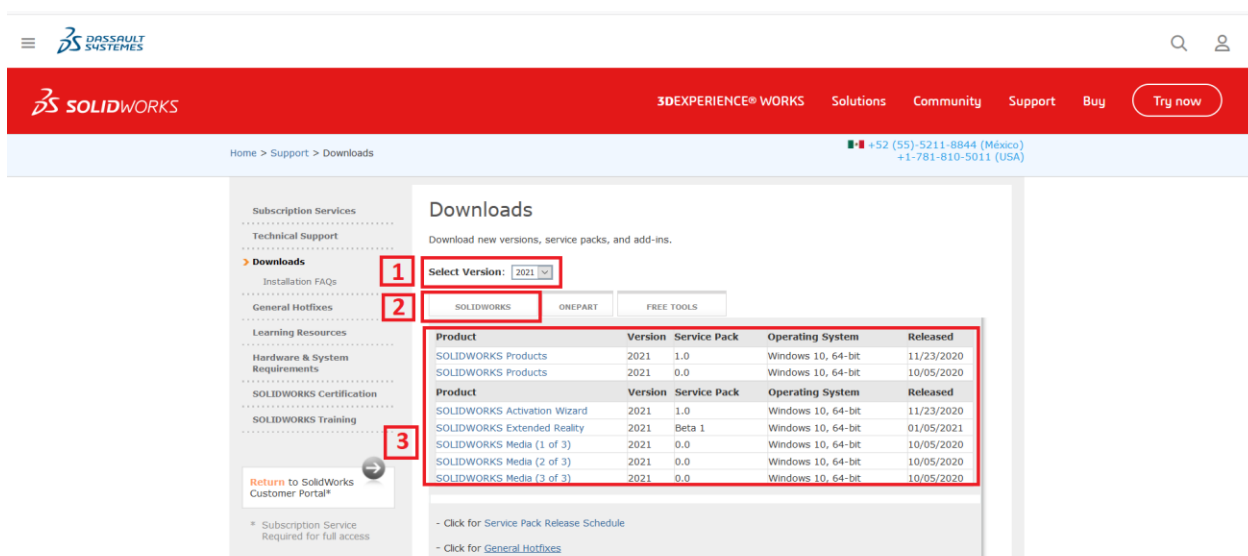 DASSAULT
SYSTEMES
SOLIDWORKS
3DEXPERIENCE® WORKS Solutions Community Support Buy Try now
Home > Support > Downloads
+52 (55)-5211-8844 (México)
+1-781-810-5011 (USA)
Subscription Services
Technical Support
Downloads
Installation FAQs
General Hotfixes
Learning Resources
Hardware & System
Requirements
SOLIDWORKS Certification
SOLIDWORKS Training
Return to SolidWorks
Customer Portal*
* Subscription Service
Required for full access
Downloads
Download new versions, service packs, and add-ins.
1 Select Version: 2021
2 SOLIDWORKS ONEPART FREE TOOLS
Product Version Service Pack Operating System Released
SOLIDWORKS Products 2021 1.0 Windows 10, 64-bit 11/23/2020
SOLIDWORKS Products 2021 0.0 Windows 10, 64-bit 10/05/2020
Product Version Service Pack Operating System Released
SOLIDWORKS Activation Wizard 2021 1.0 Windows 10, 64-bit 11/23/2020
SOLIDWORKS Extended Reality 2021 Beta 1 Windows 10, 64-bit 01/05/2021
3 SOLIDWORKS Media (1 of 3) 2021 0.0 Windows 10, 64-bit 10/05/2020
SOLIDWORKS Media (2 of 3) 2021 0.0 Windows 10, 64-bit 10/05/2020
SOLIDWORKS Media (3 of 3) 2021 0.0 Windows 10, 64-bit 10/05/2020
- Click for Service Pack Release Schedule
- Click for General Hotfixes